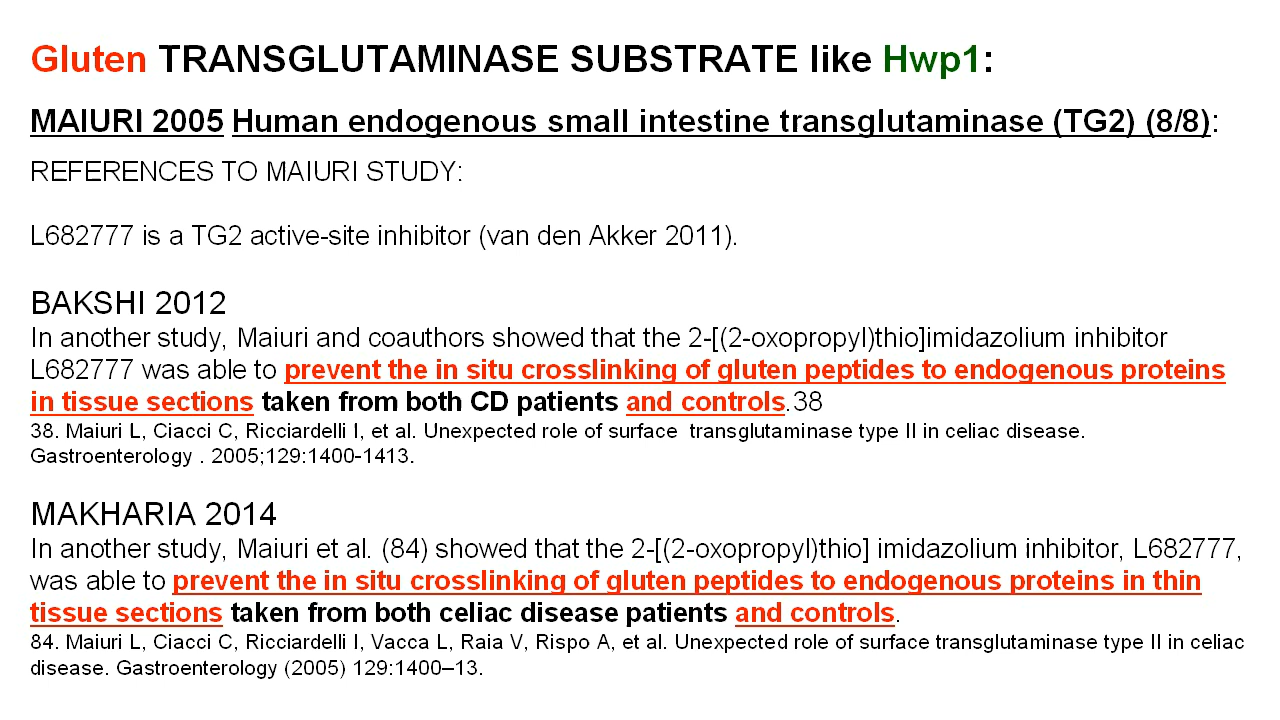 Gluten TRANSGLUTAMINASE SUBSTRATE like Hwp1:
MAIURI 2005 Human endogenous small intestine transglutaminase (TG2) (8/8):
REFERENCES TO MAIURI STUDY:
L682777 is a TG2 active-site inhibitor (van den Akker 2011).
BAKSHI 2012
In another study, Maiuri and coauthors showed that the 2-[(2-oxopropyl)thio]imidazolium inhibitor
L682777 was able to prevent the in situ crosslinking of gluten peptides to endogenous proteins
in tissue sections taken from both CD patients and controls.38
38. Maiuri L, Ciacci C, Ricciardelli I, et al. Unexpected role of surface  transglutaminase type II in celiac disease.
Gastroenterology . 2005;129:1400-1413.
MAKHARIA 2014
In another study, Maiuri et al. (84) showed that the 2-[(2-oxopropyl)thio] imidazolium inhibitor, L682777,
was able to prevent the in situ crosslinking of gluten peptides to endogenous proteins in thin
tissue sections taken from both celiac disease patients and controls.
84. Maiuri L, Ciacci C, Ricciardelli I, Vacca L, Raia V, Rispo A, et al. Unexpected role of surface transglutaminase type II in celiac
disease. Gastroenterology (2005) 129:1400–13.